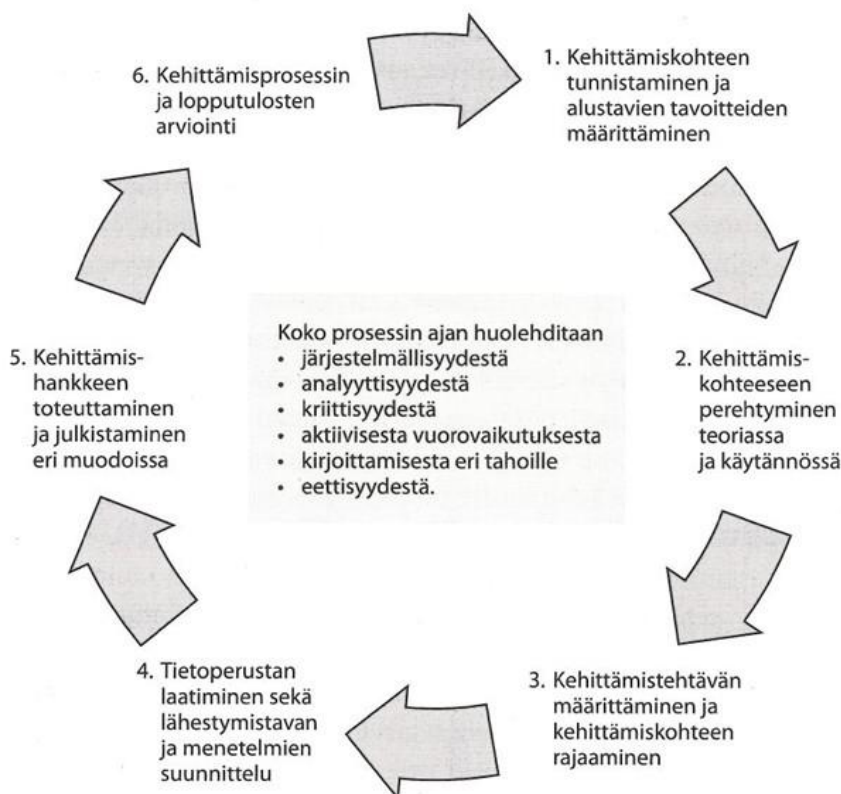 1. Kehittämiskohteen
tunnistaminen ja
alustavien tavoitteiden
määrittäminen
2. Kehittämis-
kohteeseen
perehtyminen
teoriassa
ja käytännössä
3. Kehittämistehtävän
määrittäminen ja
kehittämiskohteen
rajaaminen
4. Tietoperustan
laatiminen sekä
lähestymistavan
ja menetelmien
suunnittelu
5. Kehittämis-
hankkeen
toteuttaminen
ja julkistaminen
eri muodoissa
6. Kehittämisprosessin
ja lopputulosten
arviointi
Koko prosessin ajan huolehditaan
• järjestelmällisyydestä
• analyyttisyydestä
• kriittisyydestä
• aktiivisesta vuorovaikutuksesta
• kirjoittamisesta eri tahoille
• eettisyydestä.